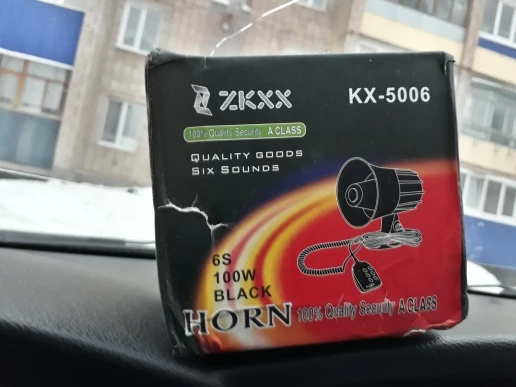 ZKXX
KX-5006
100% Quality Security A CLASS
QUALITY GOODS
SIX SOUNDS
6S
100W
BLACK
HORN 100% Quality Security A CLASS